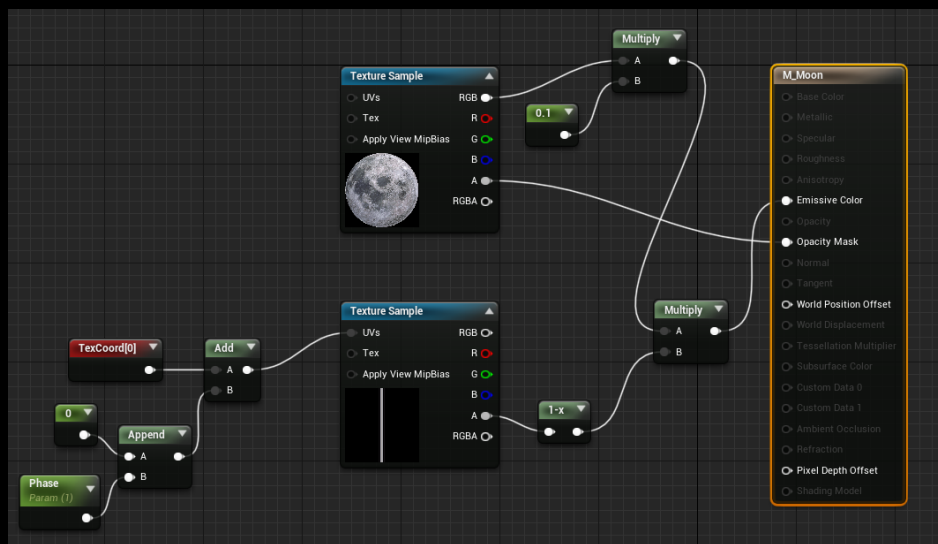 Multiply
A
B
Texture Sample
UVs
RGB
Tex
R
Apply View MipBias
G
B
A
RGBA
0.1
M_Moon
Base Color
Metallic
Specular
Roughness
Anisotropy
Emissive Color
Opacity
Opacity Mask
Normal
Tangent
World Position Offset
World Displacement
Tessellation Multiplier
Subsurface Color
Custom Data 0
Custom Data 1
Ambient Occlusion
Refraction
Pixel Depth Offset
Shading Model
Texture Sample
UVs
RGB
Tex
R
Apply View MipBias
G
B
A
RGBA
Multiply
A
B
TexCoord[0]
Add
A
B
0
Append
A
B
Phase
Param (1)
1-x